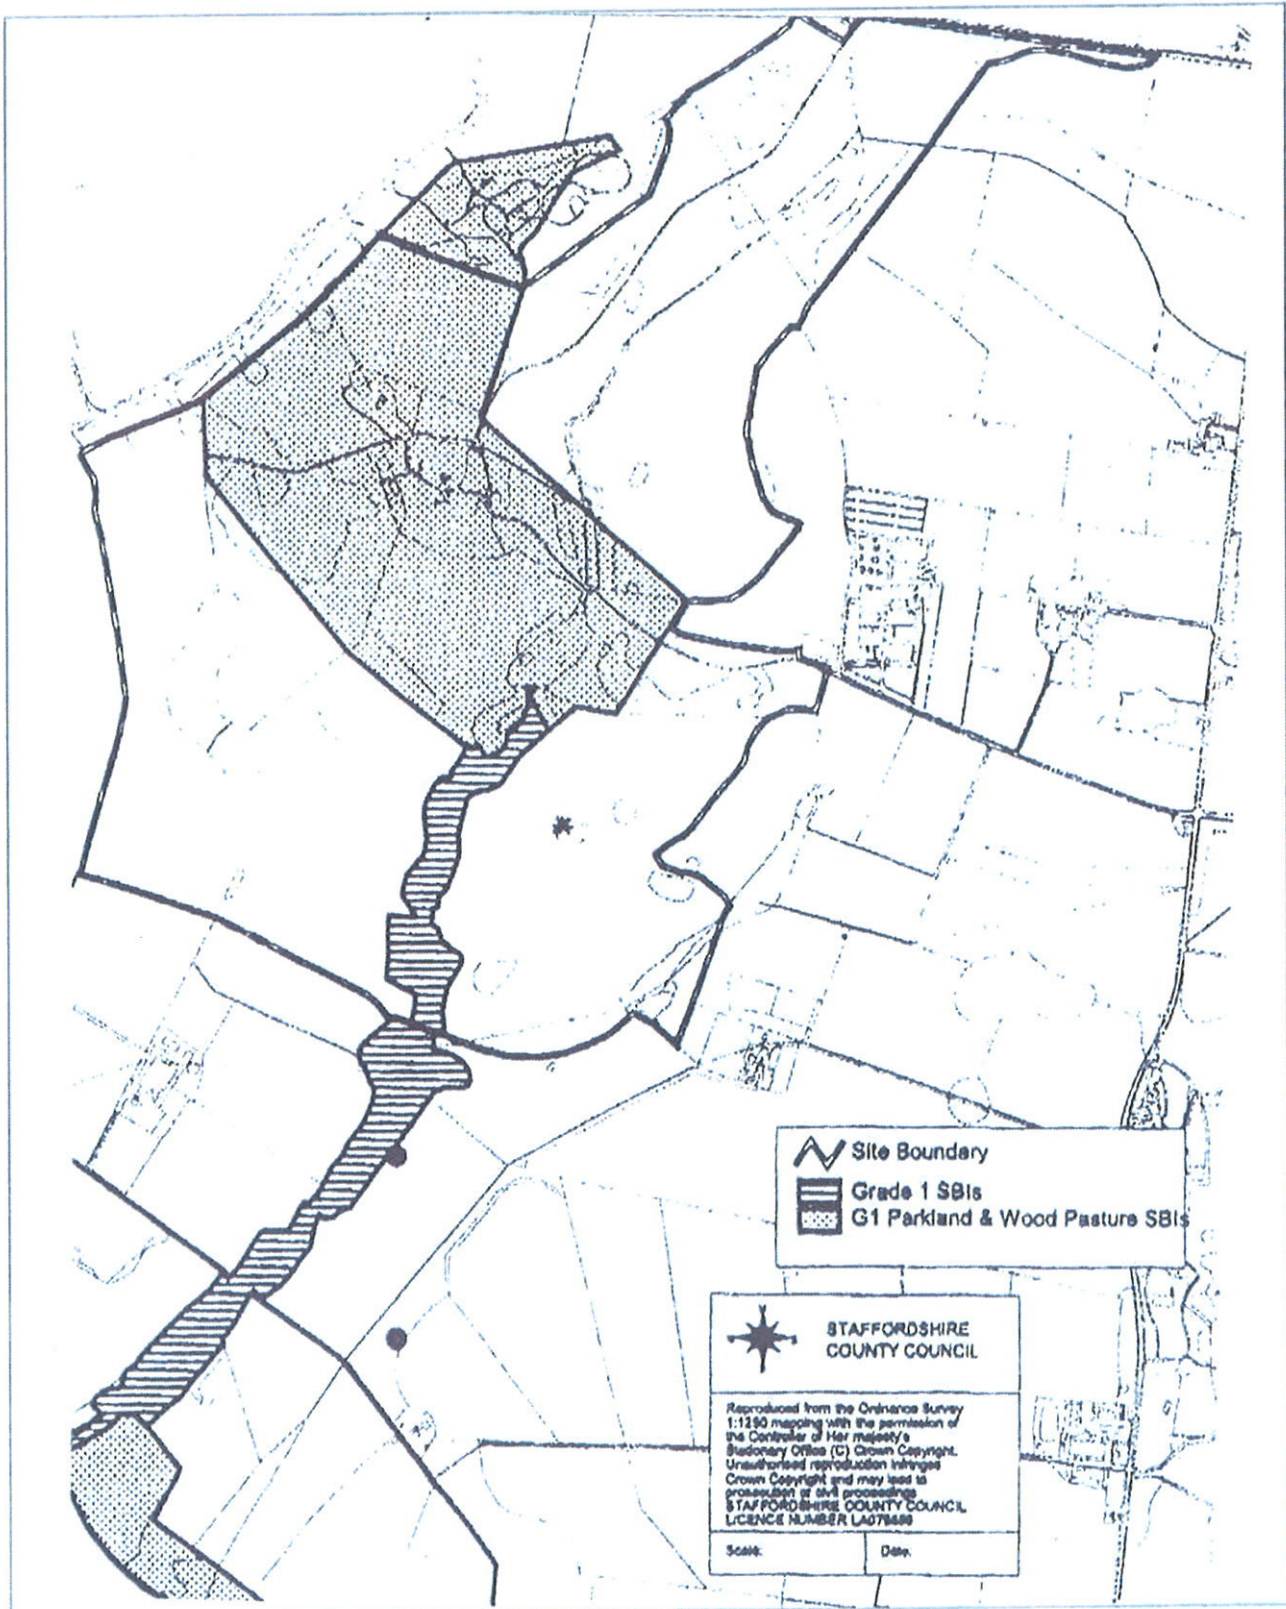 Site Boundary
Grade 1 SBIs
G1 Parkland & Wood Pasture SBIs
STAFFORDSHIRE
COUNTY COUNCIL
Reproduced from the Ordnance Survey
1:1250 mapping with the permission of
the Controller of Her majesty's
Stationary Office (C) Crown Copyright.
Unauthorised reproduction infringes
Crown Copyright and may lead to
prosecution or civil proceedings
STAFFORDSHIRE COUNTY COUNCIL
LICENCE NUMBER
Scale:
Date: